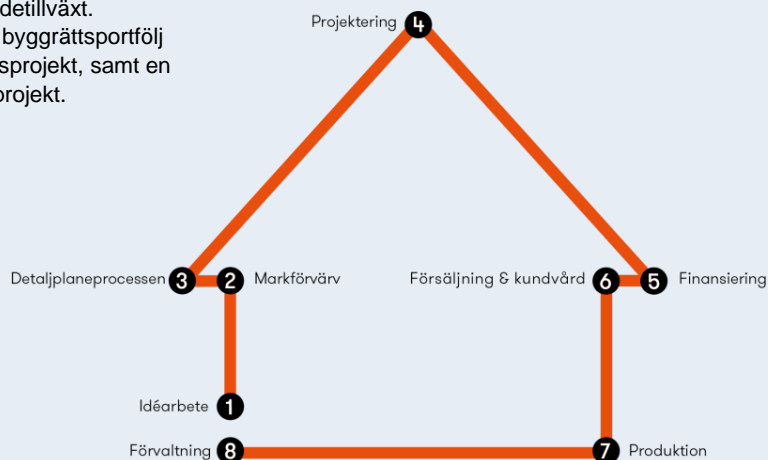 detillväxt.
byggrättsportfölj
sprojekt, samt en
projekt.
Projektering 4
Detaljplaneprocessen 3 2 Markförvärv
Försäljning & kundvård 6 5 Finansiering
Idéarbete 1
Förvaltning 8
7 Produktion